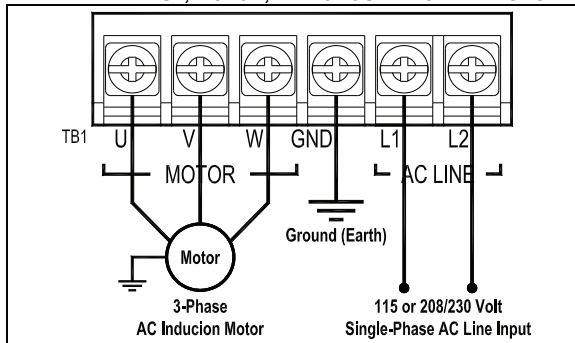 TB1 U V W GND L1 L2
MOTOR AC LINE
Ground (Earth)
Motor
3-Phase
AC Inducion Motor
115 or 208/230 Volt
Single-Phase AC Line Input